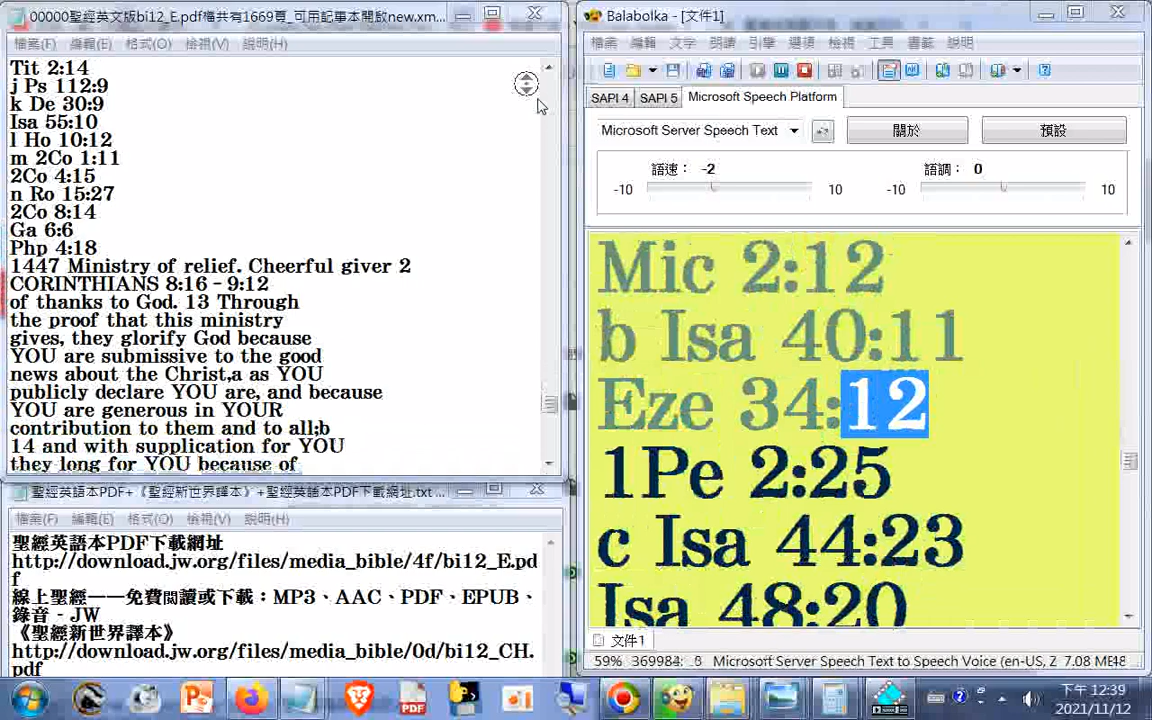 00000聖經英文版bi12_E.pdf檔共有1669頁_可用記事本開啟new.xm...
檔案(F) 編輯(E) 格式(O) 檢視(V) 說明(H)
Tit 2:14
j Ps 112:9
k De 30:9
Isa 55:10
l Ho 10:12
m 2Co 1:11
2Co 4:15
n Ro 15:27
2Co 8:14
Ga 6:6
Php 4:18
1447 Ministry of relief. Cheerful giver 2
CORINTHIANS 8:16 – 9:12
of thanks to God. 13 Through
the proof that this ministry
gives, they glorify God because
YOU are submissive to the good
news about the Christ,a as YOU
publicly declare YOU are, and because
YOU are generous in YOUR
contribution to them and to all;b
14 and with supplication for YOU
they long for YOU because of
聖經英語本PDF+《聖經新世界譯本》+聖經英語本PDF下載網址.txt ...
檔案(F) 編輯(E) 格式(O) 檢視(V) 說明(H)
聖經英語本PDF下載網址
http://download.jw.org/files/media_bible/4f/bi12_E.pd
f
線上聖經——免費閱讀或下載：MP3、AAC、PDF、EPUB、
錄音 - JW
《聖經新世界譯本》
http://download.jw.org/files/media_bible/0d/bi12_CH.
pdf
Balabolka - [文件1]
檔案 編輯 文字 朗讀 引擎 選項 檢視 工具 書籤 說明
SAPI 4 SAPI 5 Microsoft Speech Platform
Microsoft Server Speech Text 關於 預設
語速： -2 語調： 0
-10 10 -10 10
Mic 2:12
b Isa 40:11
Eze 34:12
1Pe 2:25
c Isa 44:23
Isa 48:20
文件1
59% 369984: 6 Microsoft Server Speech Text to Speech Voice (en-US, Z 7.08 MB
下午 12:39
2021/11/12